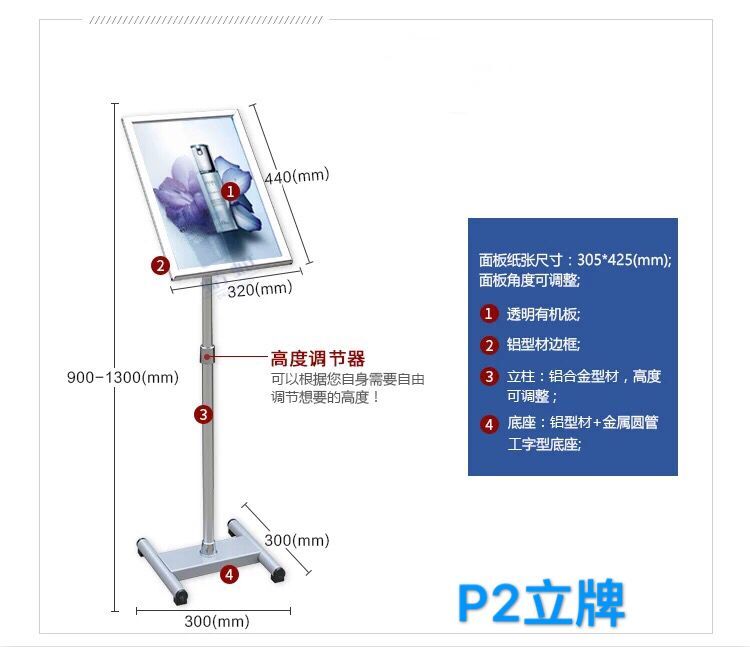 440(mm)
1
2
320(mm)
900-1300(mm)
高度调节器
可以根据您自身需要自由
调节想要的高度！
3
300(mm)
4
300(mm)
面板纸张尺寸：305*425(mm);
面板角度可调整;
1 透明有机板;
2 铝型材边框;
3 立柱：铝合金型材，高度
可调整；
4 底座：铝型材+金属圆管
工字型底座;
P2立牌